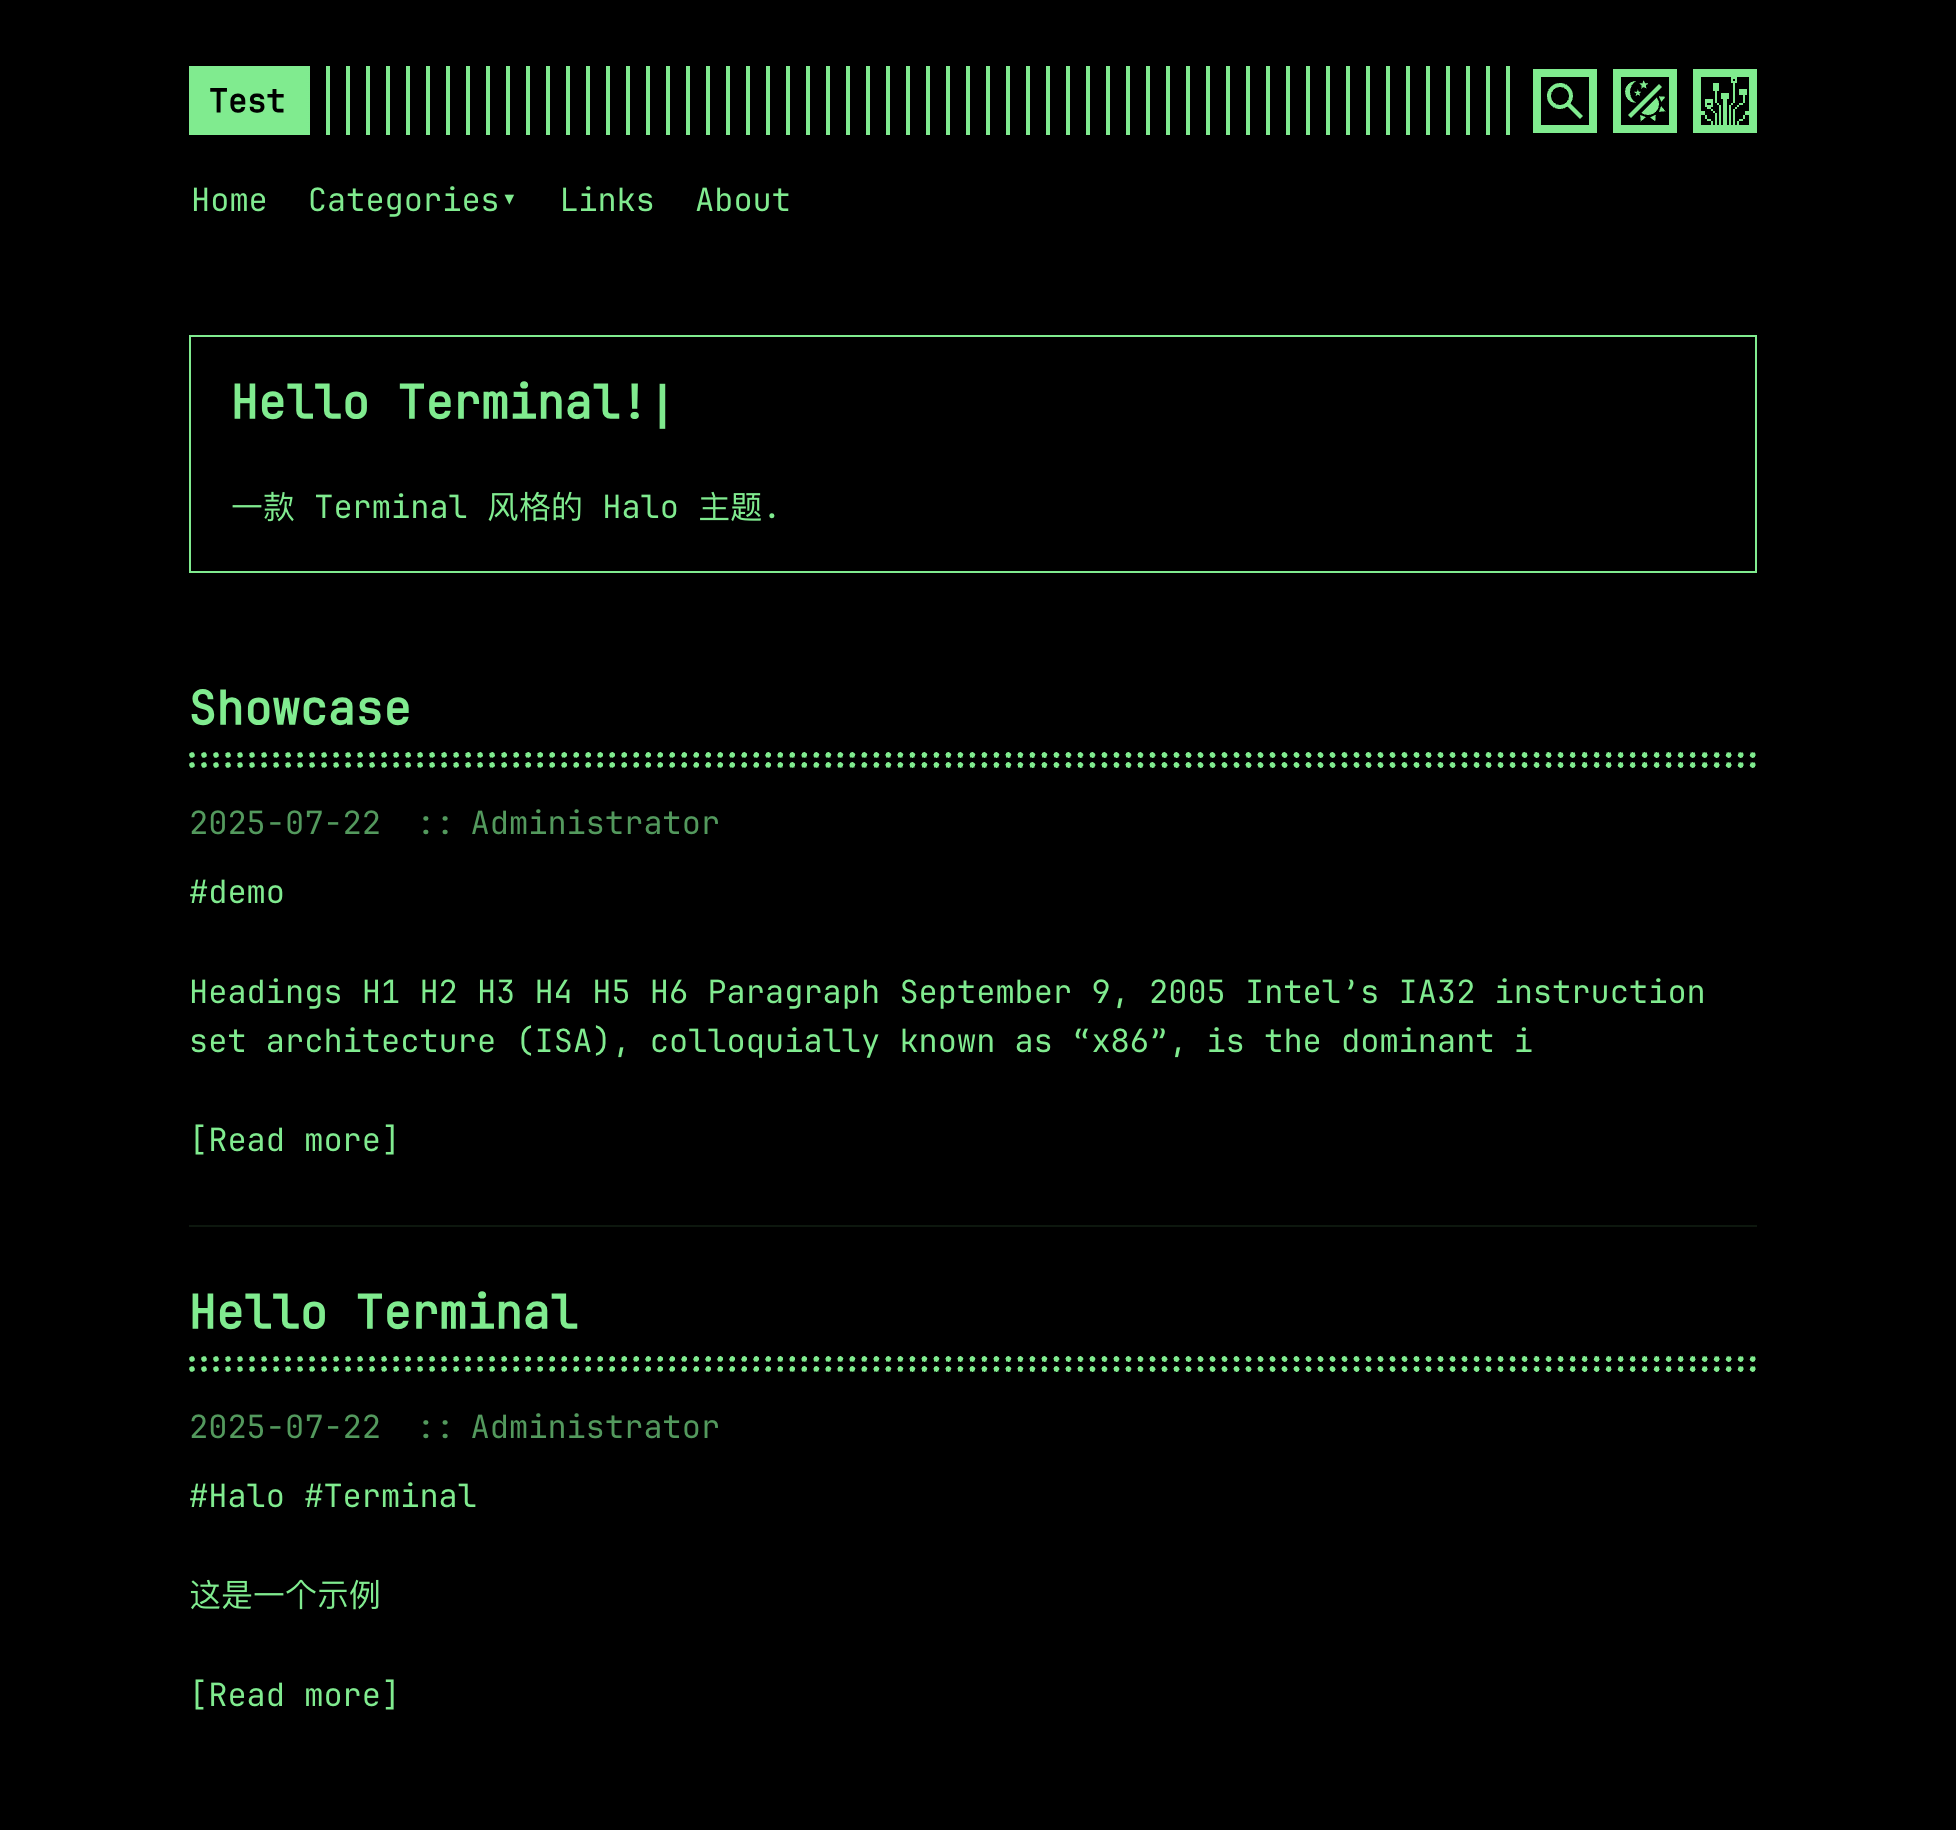 Test
Home Categories▾ Links About
Hello Terminal!|
一款 Terminal 风格的 Halo 主题.
Showcase
2025-07-22 :: Administrator
#demo
Headings H1 H2 H3 H4 H5 H6 Paragraph September 9, 2005 Intel’s IA32 instruction
set architecture (ISA), colloquially known as “x86”, is the dominant i
[Read more]
Hello Terminal
2025-07-22 :: Administrator
#Halo #Terminal
这是一个示例
[Read more]